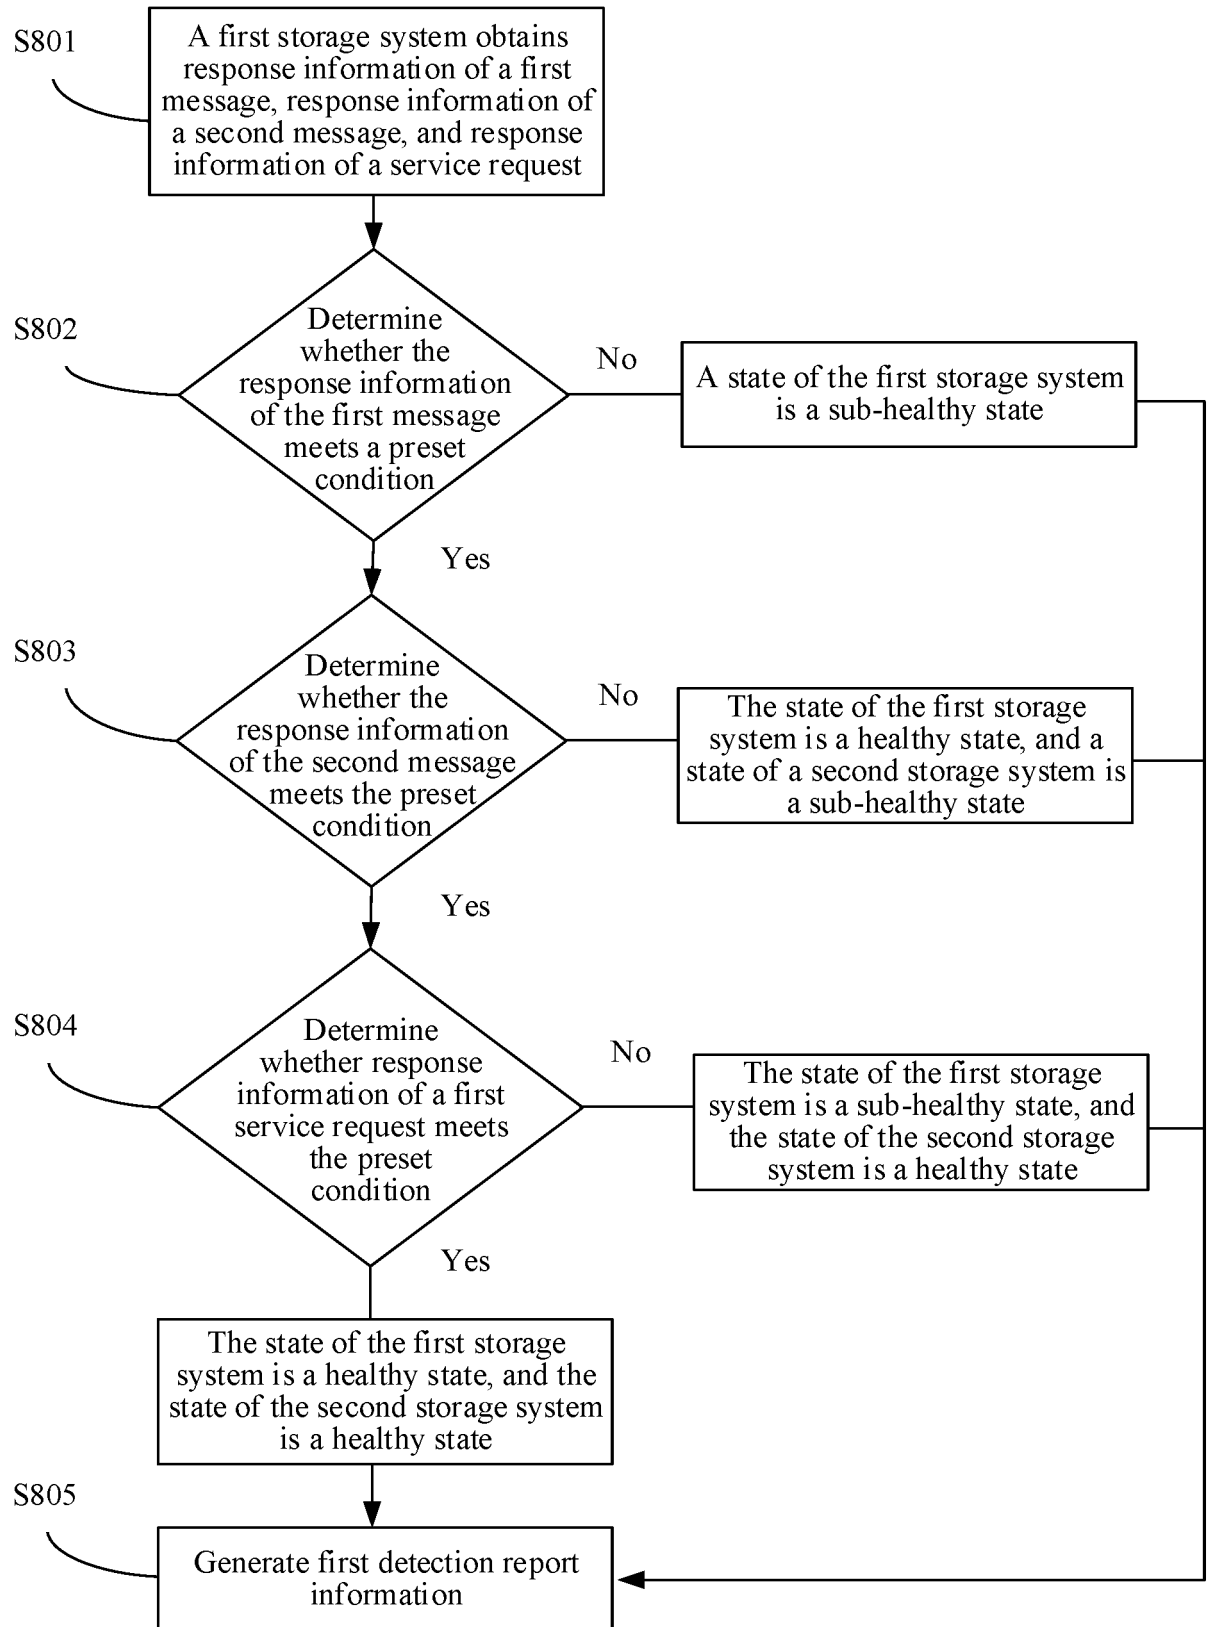 S801
A first storage system obtains
response information of a first
message, response information of
a second message, and response
information of a service request
S802
Determine
whether the
response information
of the first message
meets a preset
condition
No
A state of the first storage system
is a sub-healthy state
Yes
S803
Determine
whether the
response information
of the second message
meets the preset
condition
No
The state of the first storage
system is a healthy state, and a
state of a second storage system is
a sub-healthy state
Yes
S804
Determine
whether response
information of a first
service request meets
the preset
condition
No
The state of the first storage
system is a sub-healthy state, and
the state of the second storage
system is a healthy state
Yes
The state of the first storage
system is a healthy state, and the
state of the second storage system
is a healthy state
S805
Generate first detection report
information